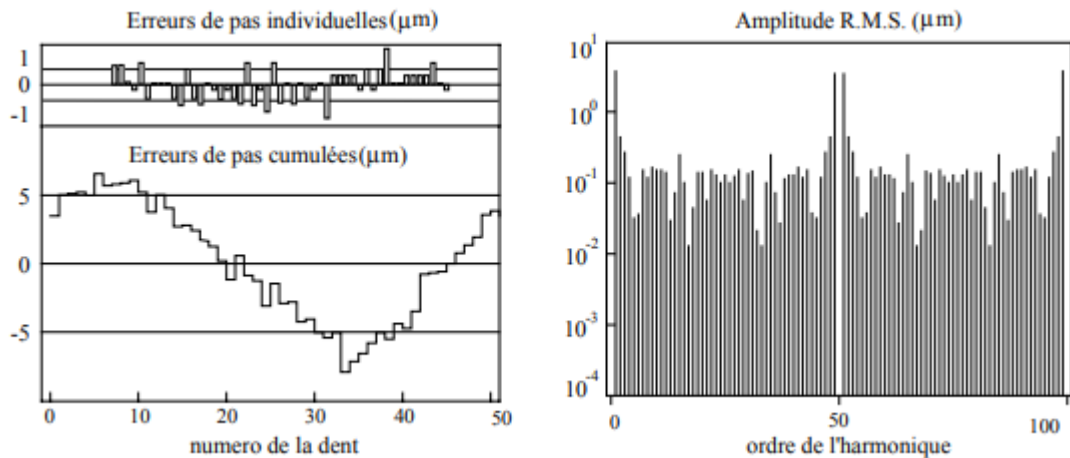 Erreurs de pas individuelles(μm)
1
0
-1
Erreurs de pas cumulées(μm)
5
0
-5
0 10 20 30 40 50
numero de la dent
Amplitude R.M.S. (μm)
10^1
10^0
10^-1
10^-2
10^-3
10^-4
0 50 100
ordre de l'harmonique